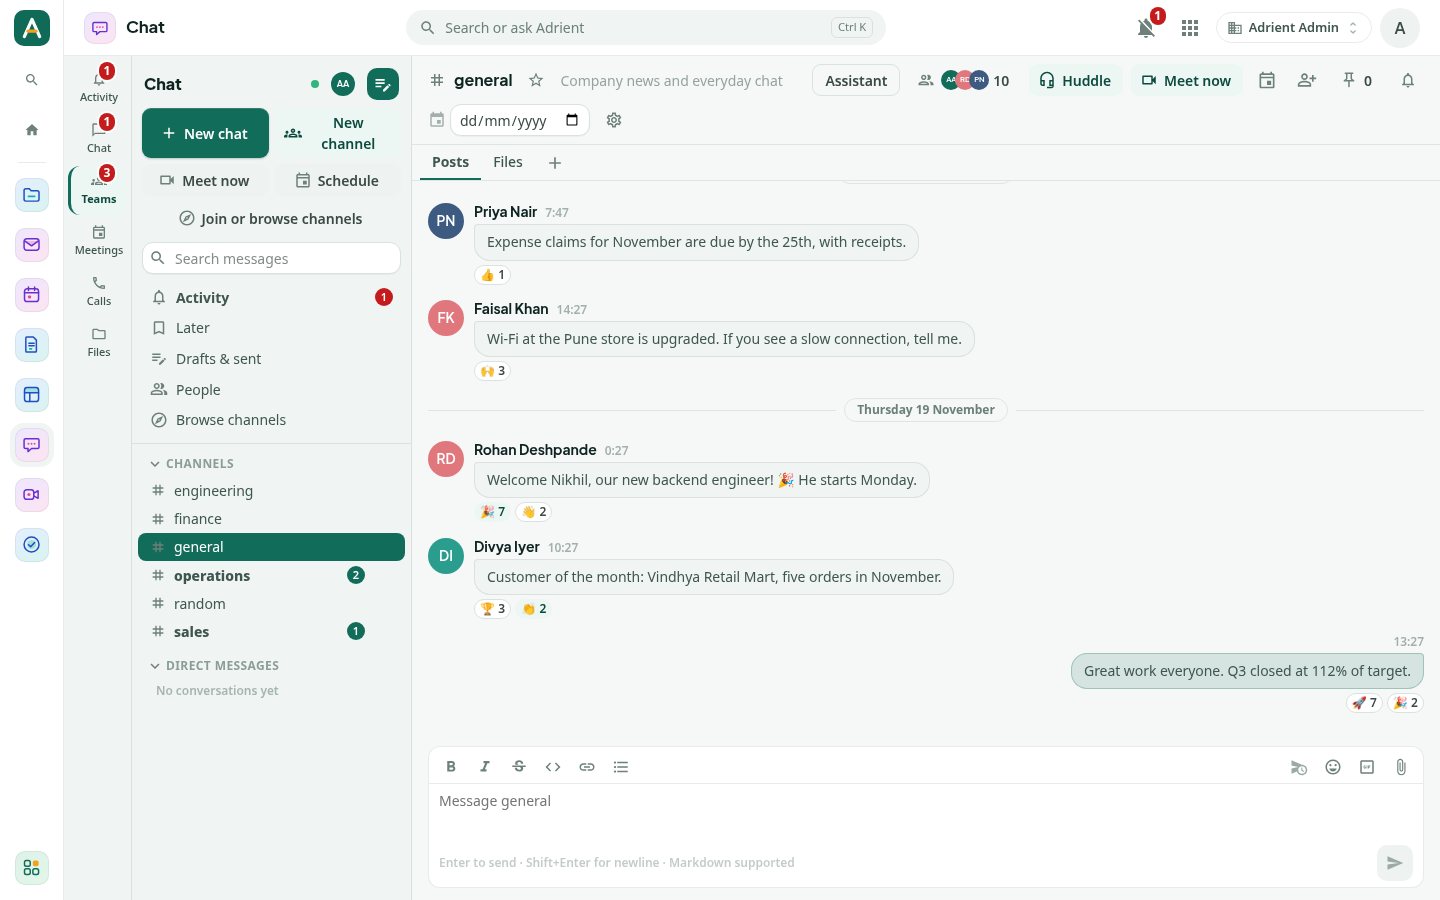 Chat
Search or ask Adrient
Ctrl K
1
Adrient Admin
A
1
Activity
1
Chat
3
Teams
Meetings
Calls
Files
Chat
AA
New chat
New channel
Meet now
Schedule
Join or browse channels
Search messages
Activity
1
Later
Drafts & sent
People
Browse channels
CHANNELS
# engineering
# finance
# general
# operations 2
# random
# sales 1
DIRECT MESSAGES
No conversations yet
# general
Company news and everyday chat
Assistant
PN
10
Huddle
Meet now
0
dd/mm/yyyy
Posts
Files
PN
Priya Nair 7:47
Expense claims for November are due by the 25th, with receipts.
👍 1
FK
Faisal Khan 14:27
Wi-Fi at the Pune store is upgraded. If you see a slow connection, tell me.
🙌 3
Thursday 19 November
RD
Rohan Deshpande 0:27
Welcome Nikhil, our new backend engineer! 🎉 He starts Monday.
🎉 7 👋 2
DI
Divya Iyer 10:27
Customer of the month: Vindhya Retail Mart, five orders in November.
🏆 3 👏 2
13:27
Great work everyone. Q3 closed at 112% of target.
🚀 7 🎉 2
B I S
GIF
Message general
Enter to send · Shift+Enter for newline · Markdown supported